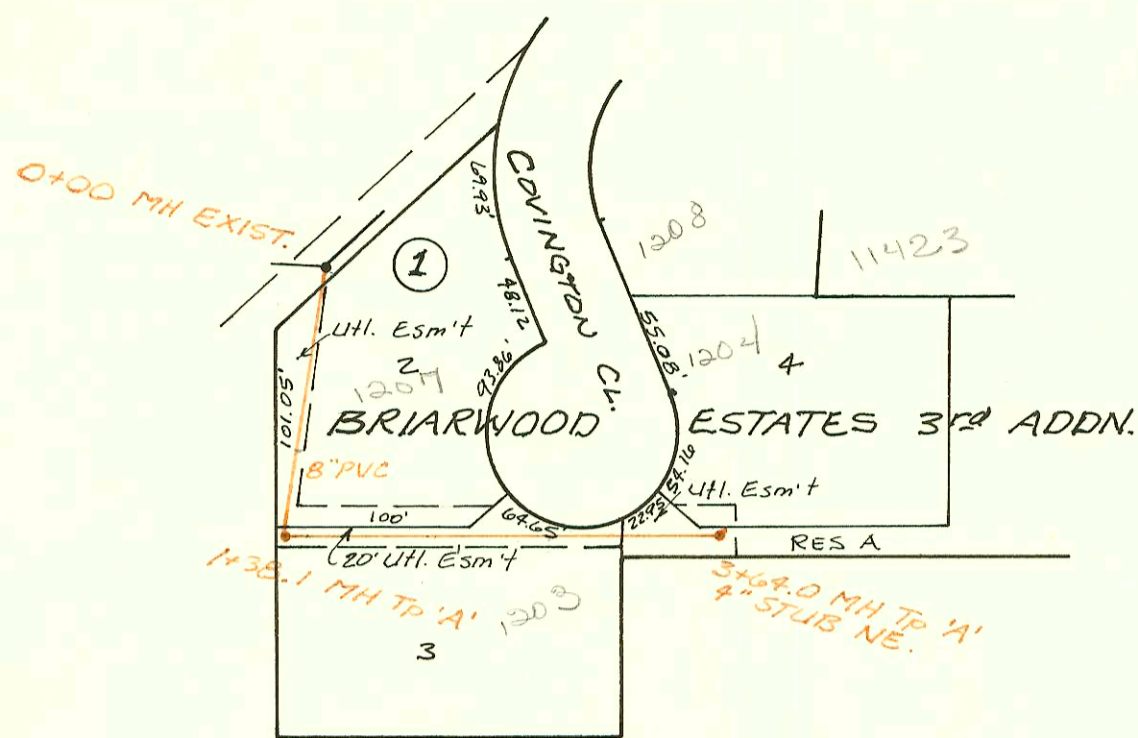 0+00 MH EXIST.
1
COVINGTON CL.
69.93'
48.12'
93.86'
1208
11423
55.08'
1204
4
Utl. Esm't
2
1207
101.05'
BRIARWOOD ESTATES 3rd ADDN.
8" PVC
54.16
Utl. Esm't
100'
64.65'
22.95
20' Utl. Esm't
RES A
1+38.1 MH Tp 'A'
1203
3+64.0 MH Tp 'A'
4" STUB NE.
3